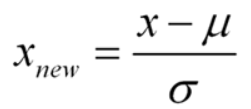 x_new = (x − μ) / σ